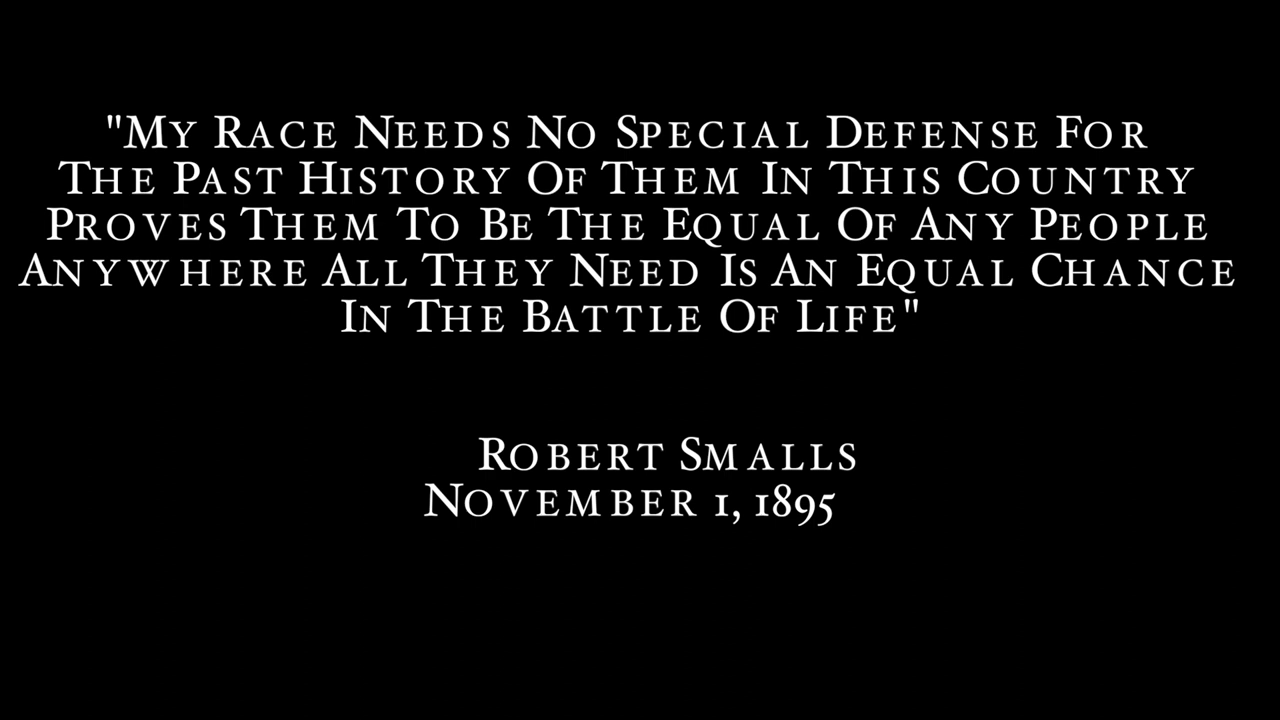 "My Race Needs No Special Defense For
The Past History Of Them In This Country
Proves Them To Be The Equal Of Any People
Anywhere All They Need Is An Equal Chance
In The Battle Of Life"
Robert Smalls
November 1, 1895